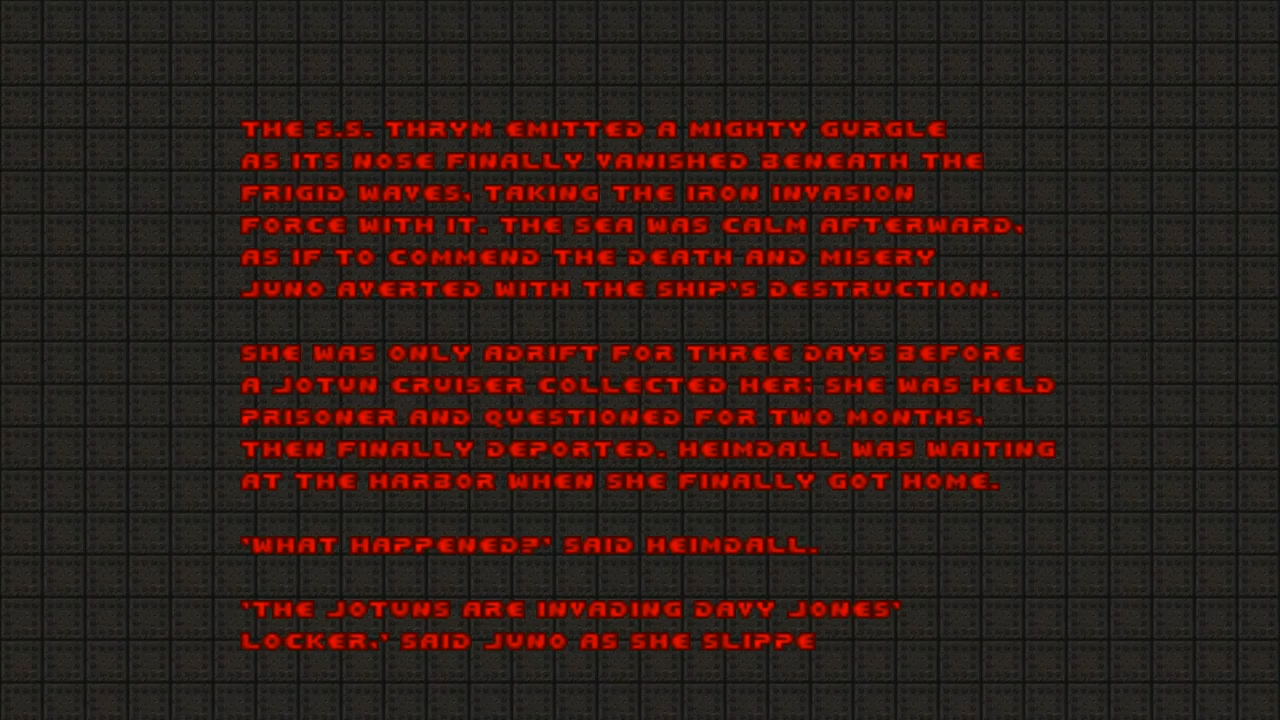 THE S.S. THRYM EMITTED A MIGHTY GURGLE
AS ITS NOSE FINALLY VANISHED BENEATH THE
FRIGID WAVES, TAKING THE IRON INVASION
FORCE WITH IT. THE SEA WAS CALM AFTERWARD,
AS IF TO COMMEND THE DEATH AND MISERY
JUNO AVERTED WITH THE SHIP'S DESTRUCTION.
SHE WAS ONLY ADRIFT FOR THREE DAYS BEFORE
A JOTUN CRUISER COLLECTED HER; SHE WAS HELD
PRISONER AND QUESTIONED FOR TWO MONTHS,
THEN FINALLY DEPORTED. HEIMDALL WAS WAITING
AT THE HARBOR WHEN SHE FINALLY GOT HOME.
'WHAT HAPPENED?' SAID HEIMDALL.
'THE JOTUNS ARE INVADING DAVY JONES'
LOCKER,' SAID JUNO AS SHE SLIPPE